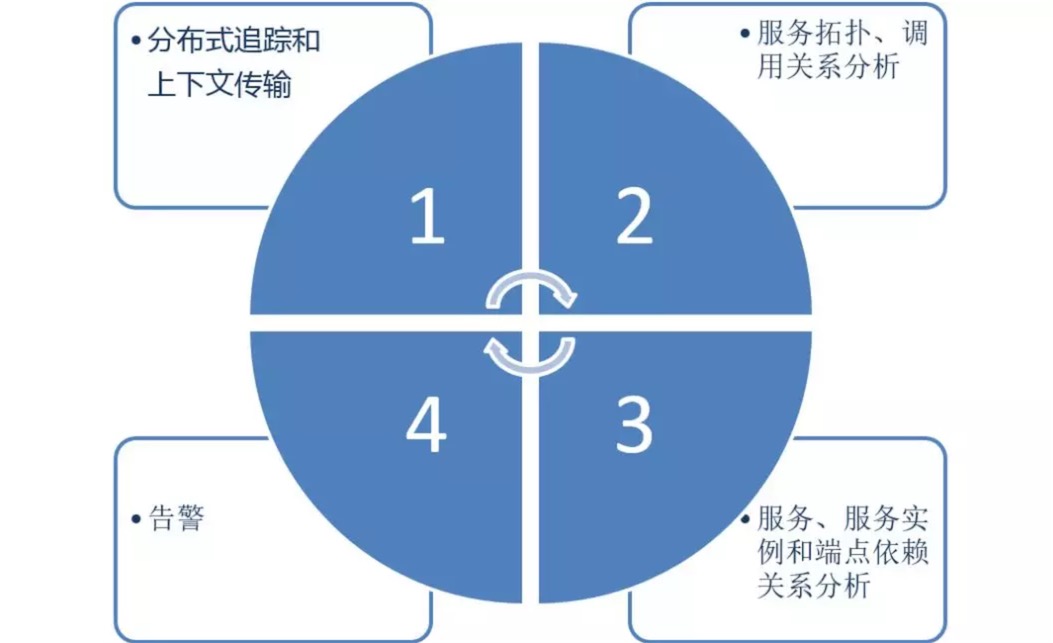 • 分布式追踪和
上下文传输
• 服务拓扑、调
用关系分析
1
2
4
3
• 告警
• 服务、服务实
例和端点依赖
关系分析